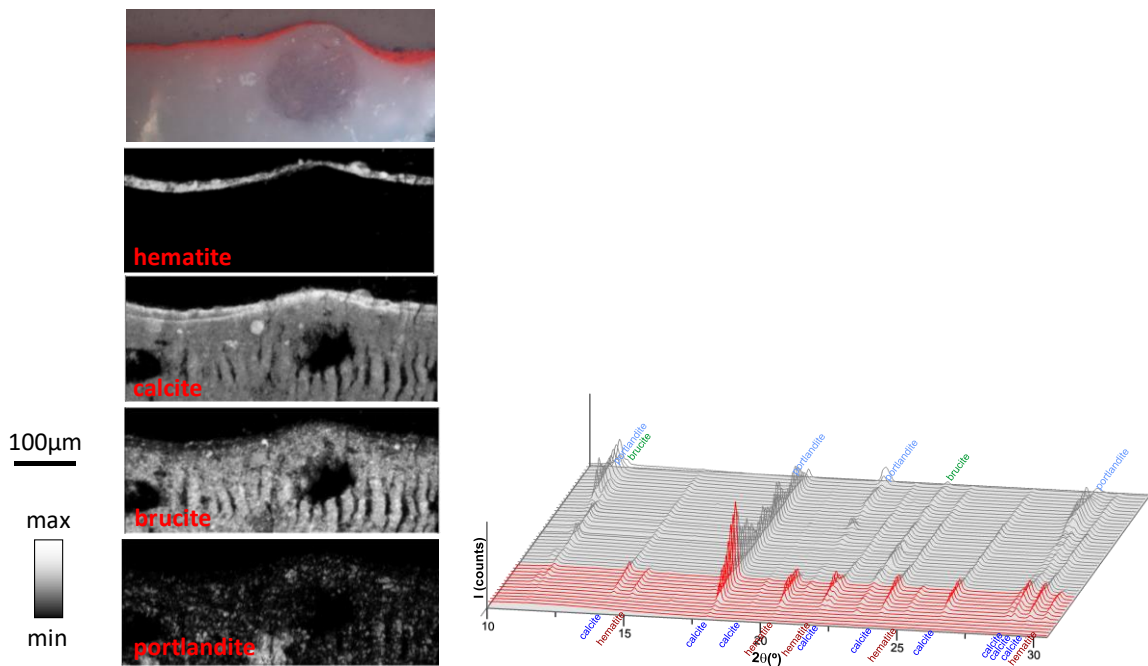 hematite
calcite
brucite
portlandite
100µm
max
min
portlandite
brucite
portlandite
portlandite
brucite
portlandite
I (counts)
10
15
20
25
30
2θ(º)
calcite
hematite
calcite
calcite
hematite
hematite
calcite
calcite
hematite
calcite
calcite
calcite
calcite
hematite